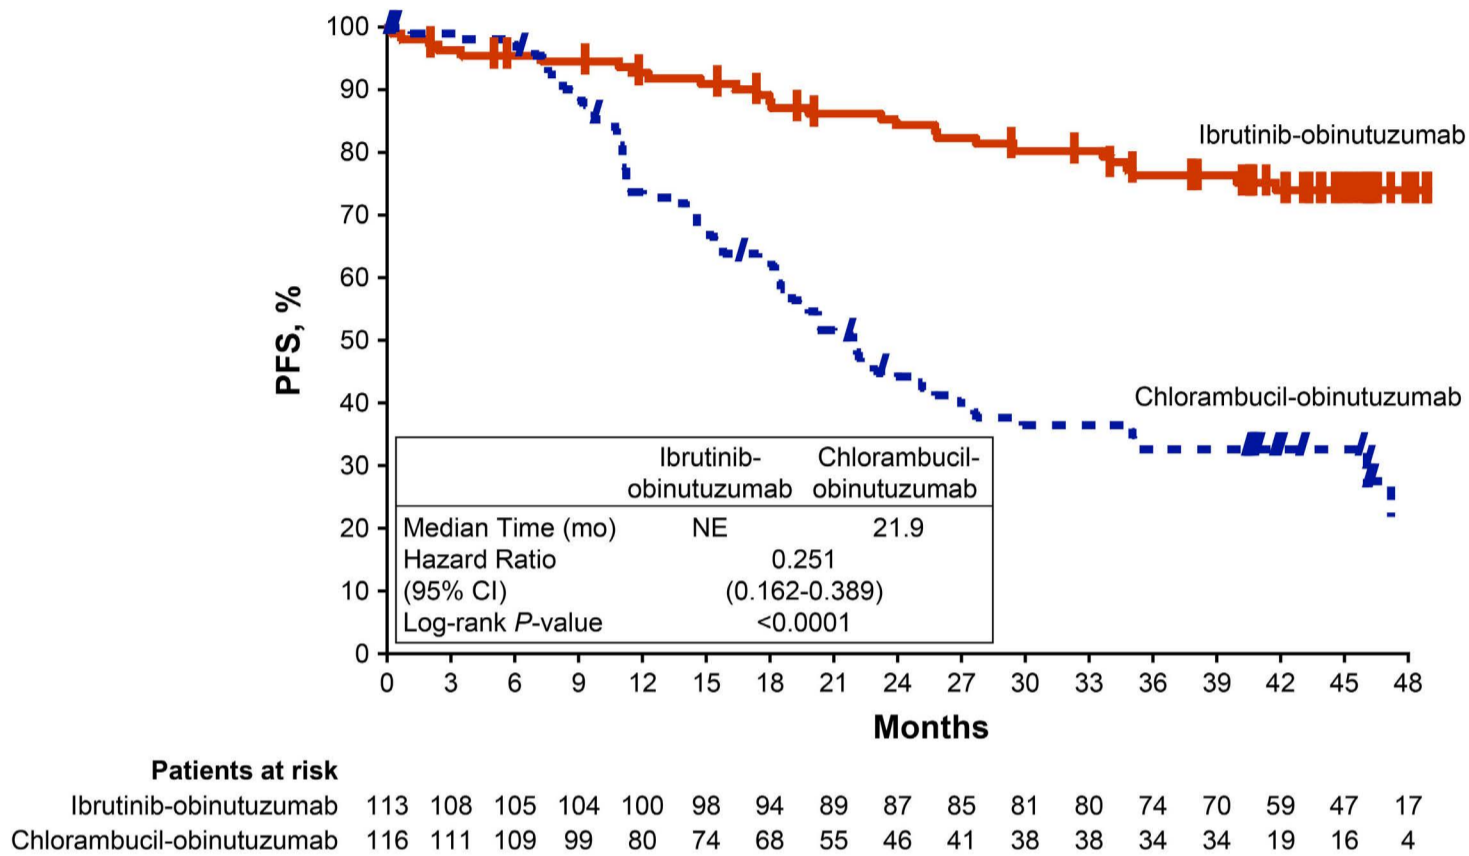 PFS, %
100
90
80
70
60
50
40
30
20
10
0
Ibrutinib-obinutuzumab
Chlorambucil-obinutuzumab
Ibrutinib-obinutuzumab Chlorambucil-obinutuzumab
Median Time (mo) NE 21.9
Hazard Ratio 0.251
(95% CI) (0.162-0.389)
Log-rank P-value <0.0001
0 3 6 9 12 15 18 21 24 27 30 33 36 39 42 45 48
Months
Patients at risk
Ibrutinib-obinutuzumab 113 108 105 104 100 98 94 89 87 85 81 80 74 70 59 47 17
Chlorambucil-obinutuzumab 116 111 109 99 80 74 68 55 46 41 38 38 34 34 19 16 4